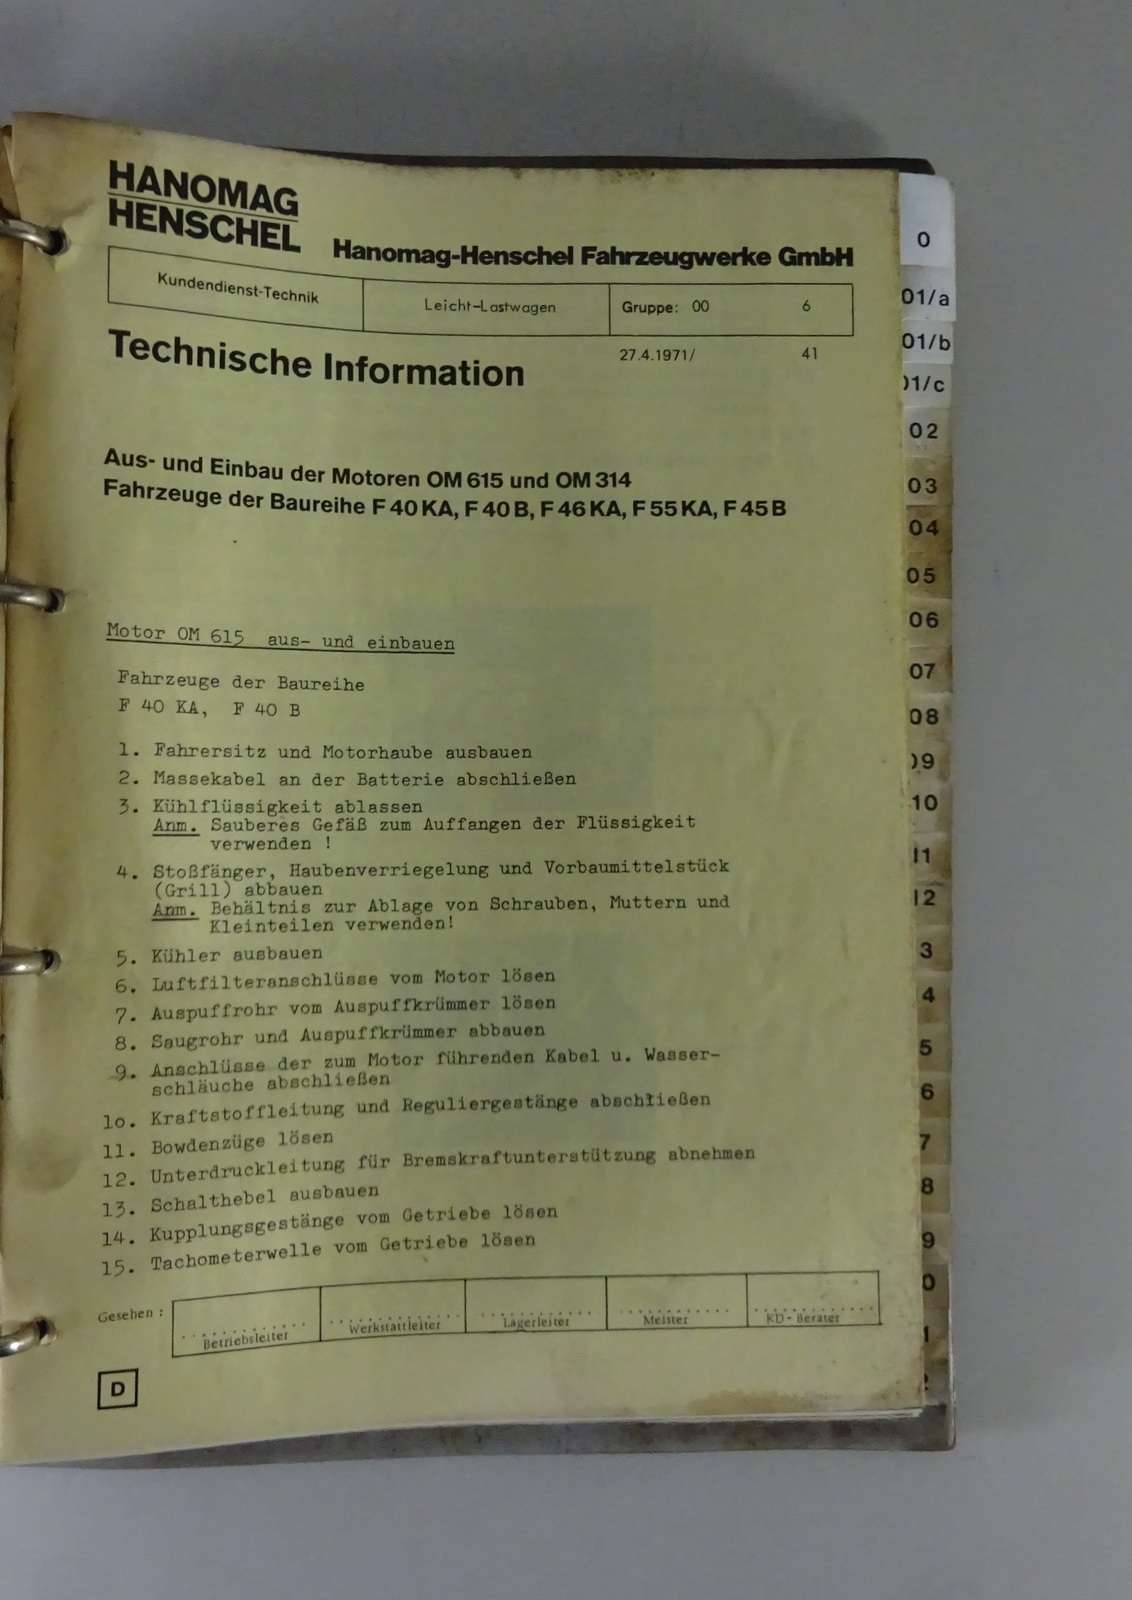 HANOMAG
HENSCHEL
Hanomag-Henschel Fahrzeugwerke GmbH
Kundendienst-Technik
Leicht-Lastwagen
Gruppe: 00 6
Technische Information
27.4.1971/ 41
Aus- und Einbau der Motoren OM 615 und OM 314
Fahrzeuge der Baureihe F 40 KA, F 40 B, F 46 KA, F 55 KA, F 45 B
Motor OM 615 aus- und einbauen
Fahrzeuge der Baureihe
F 40 KA, F 40 B
1. Fahrersitz und Motorhaube ausbauen
2. Massekabel an der Batterie abschließen
3. Kühlflüssigkeit ablassen
Anm. Sauberes Gefäß zum Auffangen der Flüssigkeit
verwenden !
4. Stoßfänger, Haubenverriegelung und Vorbaumittelstück
(Grill) abbauen
Anm. Behältnis zur Ablage von Schrauben, Muttern und
Kleinteilen verwenden!
5. Kühler ausbauen
6. Luftfilteranschlüsse vom Motor lösen
7. Auspuffrohr vom Auspuffkrümmer lösen
8. Saugrohr und Auspuffkrümmer abbauen
9. Anschlüsse der zum Motor führenden Kabel u. Wasser-
schläuche abschließen
10. Kraftstoffleitung und Reguliergestänge abschließen
11. Bowdenzüge lösen
12. Unterdruckleitung für Bremskraftunterstützung abnehmen
13. Schalthebel ausbauen
14. Kupplungsgestänge vom Getriebe lösen
15. Tachometerwelle vom Getriebe lösen
Gesehen :
Betriebsleiter
Werkstattleiter
Lagerleiter
Meister
KD-Berater
D
0
01/a
01/b
01/c
02
03
04
05
06
07
08
09
10
11
12
3
4
5
6
7
8
9
0
1
2